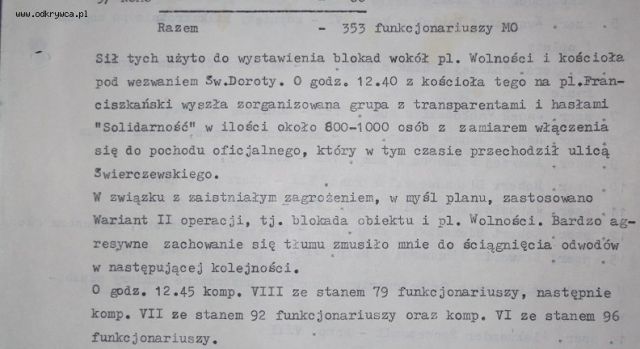 www.odkrywca.pl
Razem - 353 funkcjonariuszy MO
Sił tych użyto do wystawienia blokad wokół pl. Wolności i kościoła
pod wezwaniem Św.Doroty. O godz. 12.40 z kościoła tego na pl.Fran-
ciszkański wyszła zorganizowana grupa z transparentami i hasłami
"Solidarność" w ilości około 800-1000 osób z zamiarem włączenia
się do pochodu oficjalnego, który w tym czasie przechodził ulicą
Świerczewskiego.
W związku z zaistniałym zagrożeniem, w myśl planu, zastosowano
Wariant II operacji, tj. blokada obiektu i pl. Wolności. Bardzo ag-
resywne zachowanie się tłumu zmusiło mnie do ściągnięcia odwodów
w następującej kolejności.
O godz. 12.45 komp. VIII ze stanem 79 funkcjonariuszy, następnie
komp. VII ze stanem 92 funkcjonariuszy oraz komp. VI ze stanem 96
funkcjonariuszy.